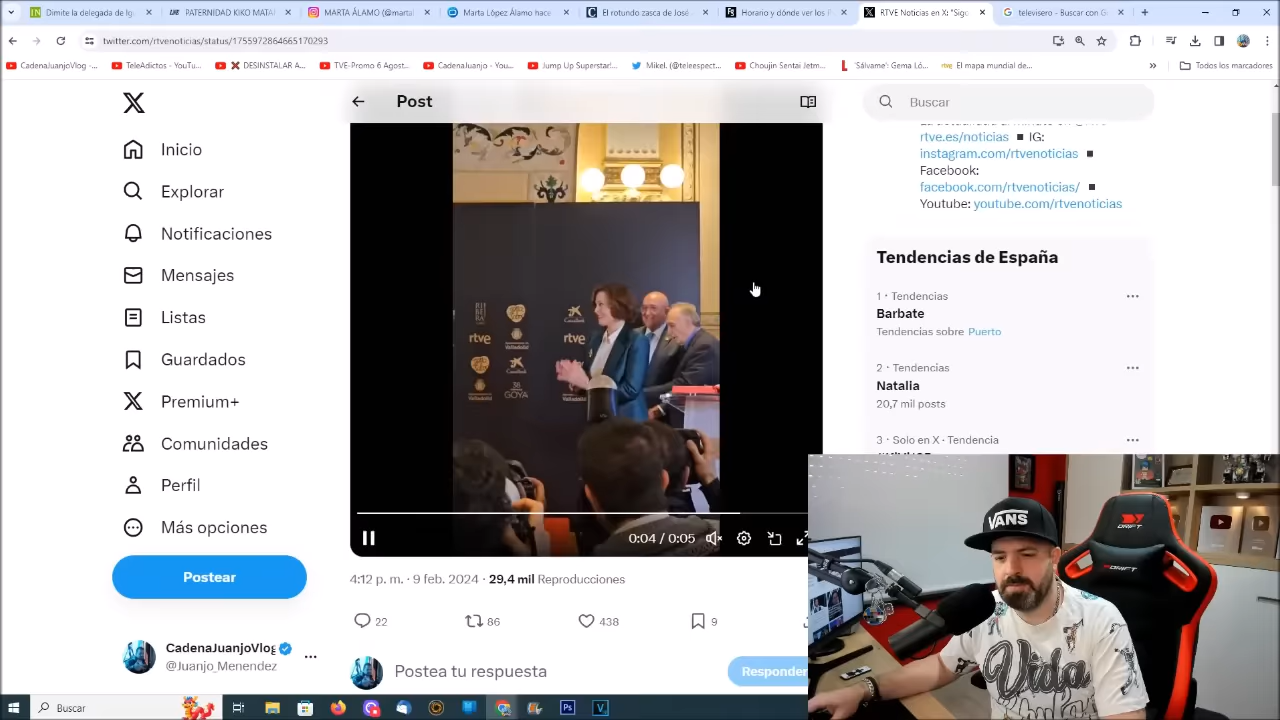 Dimite la delegada de Ig
PATERNIDAD KIKO MATA
MARTA ÁLAMO (@martai
Marta López Álamo hace
El rotundo zasca de José
Horario y dónde ver los P
RTVE Noticias en X: "Sigo
televisero - Buscar con G
twitter.com/rtvenoticias/status/1755972864665170293
CadenaJuanjoVlog -...
TeleAdictos - YouTu...
DESINSTALAR A...
TVE-Promo 6 Agost...
CadenaJuanjo - You...
Jump Up Superstar!...
Mikel. (@teleespect...
Choujin Sentai Jetm...
'Sálvame': Gema Ló...
rtve El mapa mundial de...
Todos los marcadores
Post
Buscar
Inicio
Explorar
Notificaciones
Mensajes
Listas
Guardados
Premium+
Comunidades
Perfil
Más opciones
Postear
CadenaJuanjoVlog
@Juanjo_Menendez
rtve
CaixaBank
rtve
GOYA
0:04 / 0:05
4:12 p. m. · 9 feb. 2024 · 29,4 mil Reproducciones
22
86
438
9
Postea tu respuesta
Responder
rtve.es/noticias ◾ IG:
instagram.com/rtvenoticias ◾
Facebook:
facebook.com/rtvenoticias/ ◾
Youtube: youtube.com/rtvenoticias
Tendencias de España
1 · Tendencias
Barbate
Tendencias sobre Puerto
2 · Tendencias
Natalia
20,7 mil posts
3 · Solo en X · Tendencia
VANS
DRIFT
Vida
Buscar